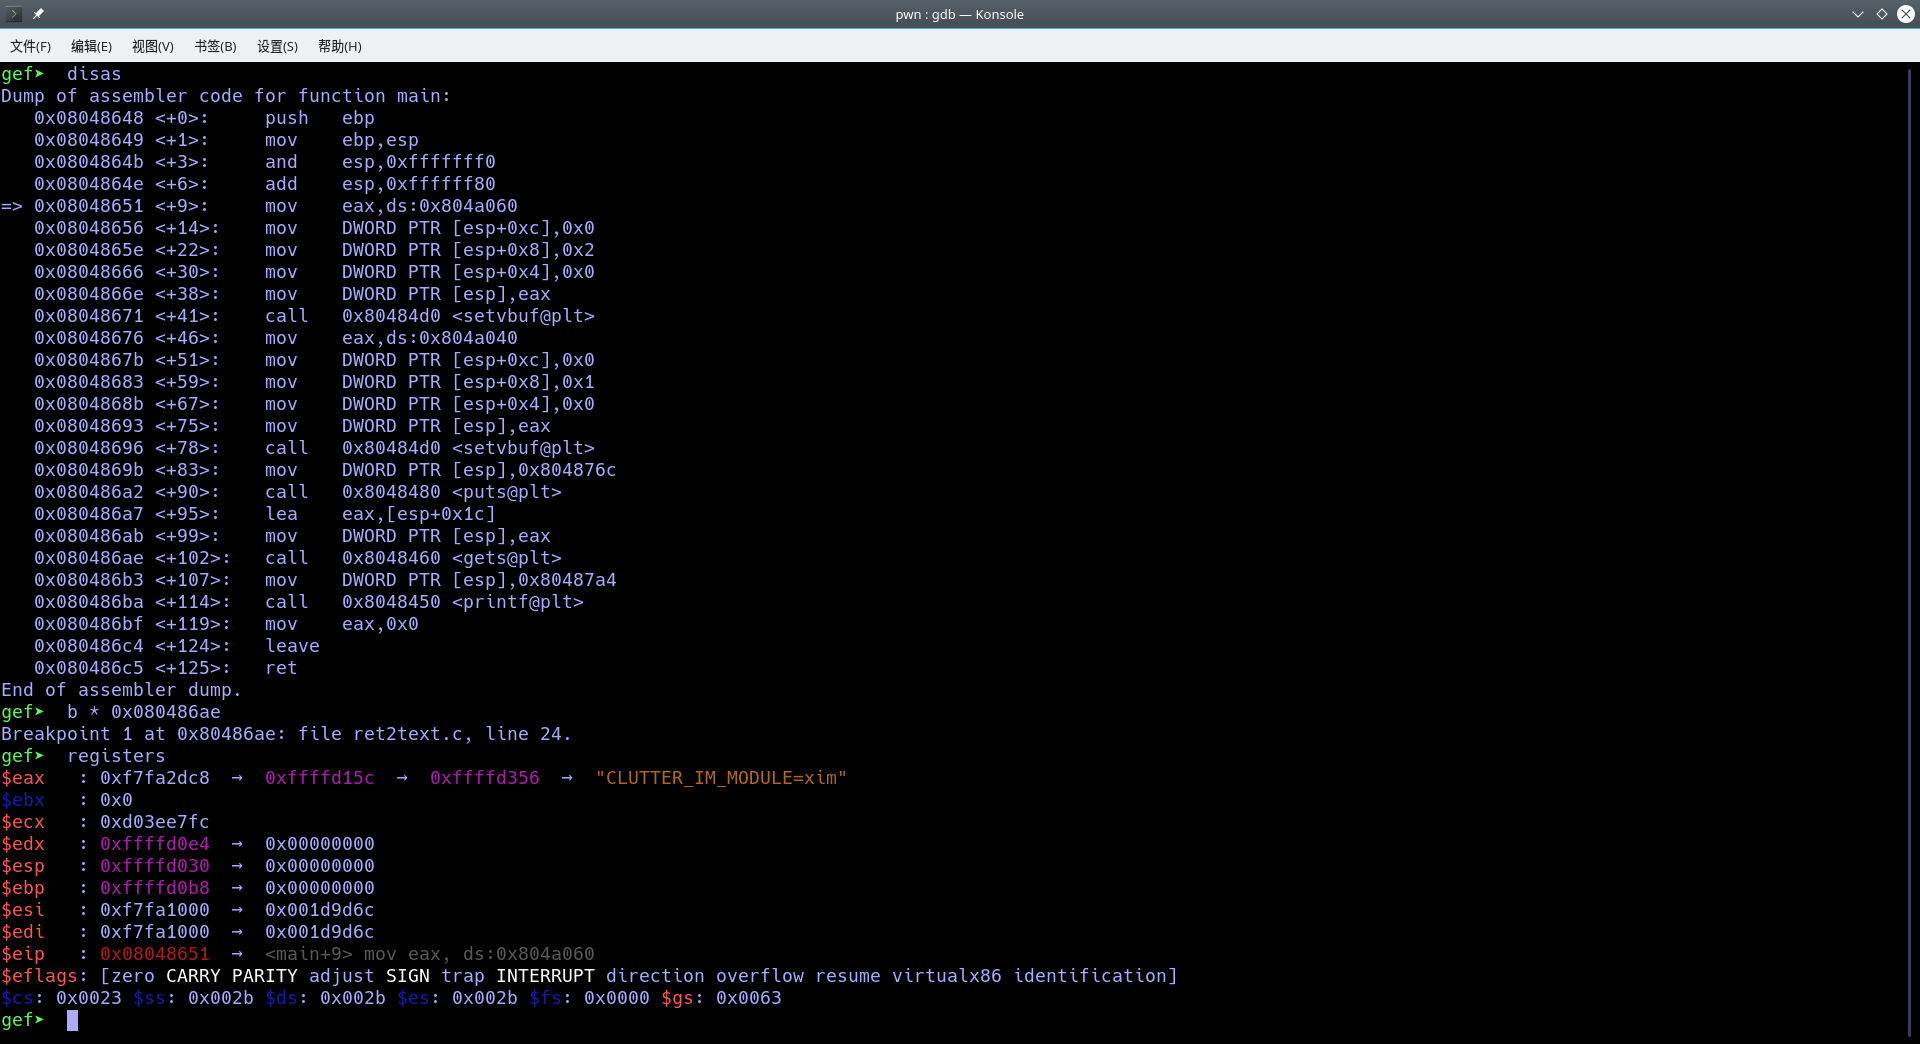 pwn : gdb — Konsole
文件(F) 编辑(E) 视图(V) 书签(B) 设置(S) 帮助(H)
gef➤  disas
Dump of assembler code for function main:
   0x08048648 <+0>:     push   ebp
   0x08048649 <+1>:     mov    ebp,esp
   0x0804864b <+3>:     and    esp,0xfffffff0
   0x0804864e <+6>:     add    esp,0xffffff80
=> 0x08048651 <+9>:     mov    eax,ds:0x804a060
   0x08048656 <+14>:    mov    DWORD PTR [esp+0xc],0x0
   0x0804865e <+22>:    mov    DWORD PTR [esp+0x8],0x2
   0x08048666 <+30>:    mov    DWORD PTR [esp+0x4],0x0
   0x0804866e <+38>:    mov    DWORD PTR [esp],eax
   0x08048671 <+41>:    call   0x80484d0 <setvbuf@plt>
   0x08048676 <+46>:    mov    eax,ds:0x804a040
   0x0804867b <+51>:    mov    DWORD PTR [esp+0xc],0x0
   0x08048683 <+59>:    mov    DWORD PTR [esp+0x8],0x1
   0x0804868b <+67>:    mov    DWORD PTR [esp+0x4],0x0
   0x08048693 <+75>:    mov    DWORD PTR [esp],eax
   0x08048696 <+78>:    call   0x80484d0 <setvbuf@plt>
   0x0804869b <+83>:    mov    DWORD PTR [esp],0x804876c
   0x080486a2 <+90>:    call   0x8048480 <puts@plt>
   0x080486a7 <+95>:    lea    eax,[esp+0x1c]
   0x080486ab <+99>:    mov    DWORD PTR [esp],eax
   0x080486ae <+102>:   call   0x8048460 <gets@plt>
   0x080486b3 <+107>:   mov    DWORD PTR [esp],0x80487a4
   0x080486ba <+114>:   call   0x8048450 <printf@plt>
   0x080486bf <+119>:   mov    eax,0x0
   0x080486c4 <+124>:   leave
   0x080486c5 <+125>:   ret
End of assembler dump.
gef➤  b * 0x080486ae
Breakpoint 1 at 0x80486ae: file ret2text.c, line 24.
gef➤  registers
$eax   : 0xf7fa2dc8  →  0xffffd15c  →  0xffffd356  →  "CLUTTER_IM_MODULE=xim"
$ebx   : 0x0
$ecx   : 0xd03ee7fc
$edx   : 0xffffd0e4  →  0x00000000
$esp   : 0xffffd030  →  0x00000000
$ebp   : 0xffffd0b8  →  0x00000000
$esi   : 0xf7fa1000  →  0x001d9d6c
$edi   : 0xf7fa1000  →  0x001d9d6c
$eip   : 0x08048651  →  <main+9> mov eax, ds:0x804a060
$eflags: [zero CARRY PARITY adjust SIGN trap INTERRUPT direction overflow resume virtualx86 identification]
$cs: 0x0023 $ss: 0x002b $ds: 0x002b $es: 0x002b $fs: 0x0000 $gs: 0x0063
gef➤